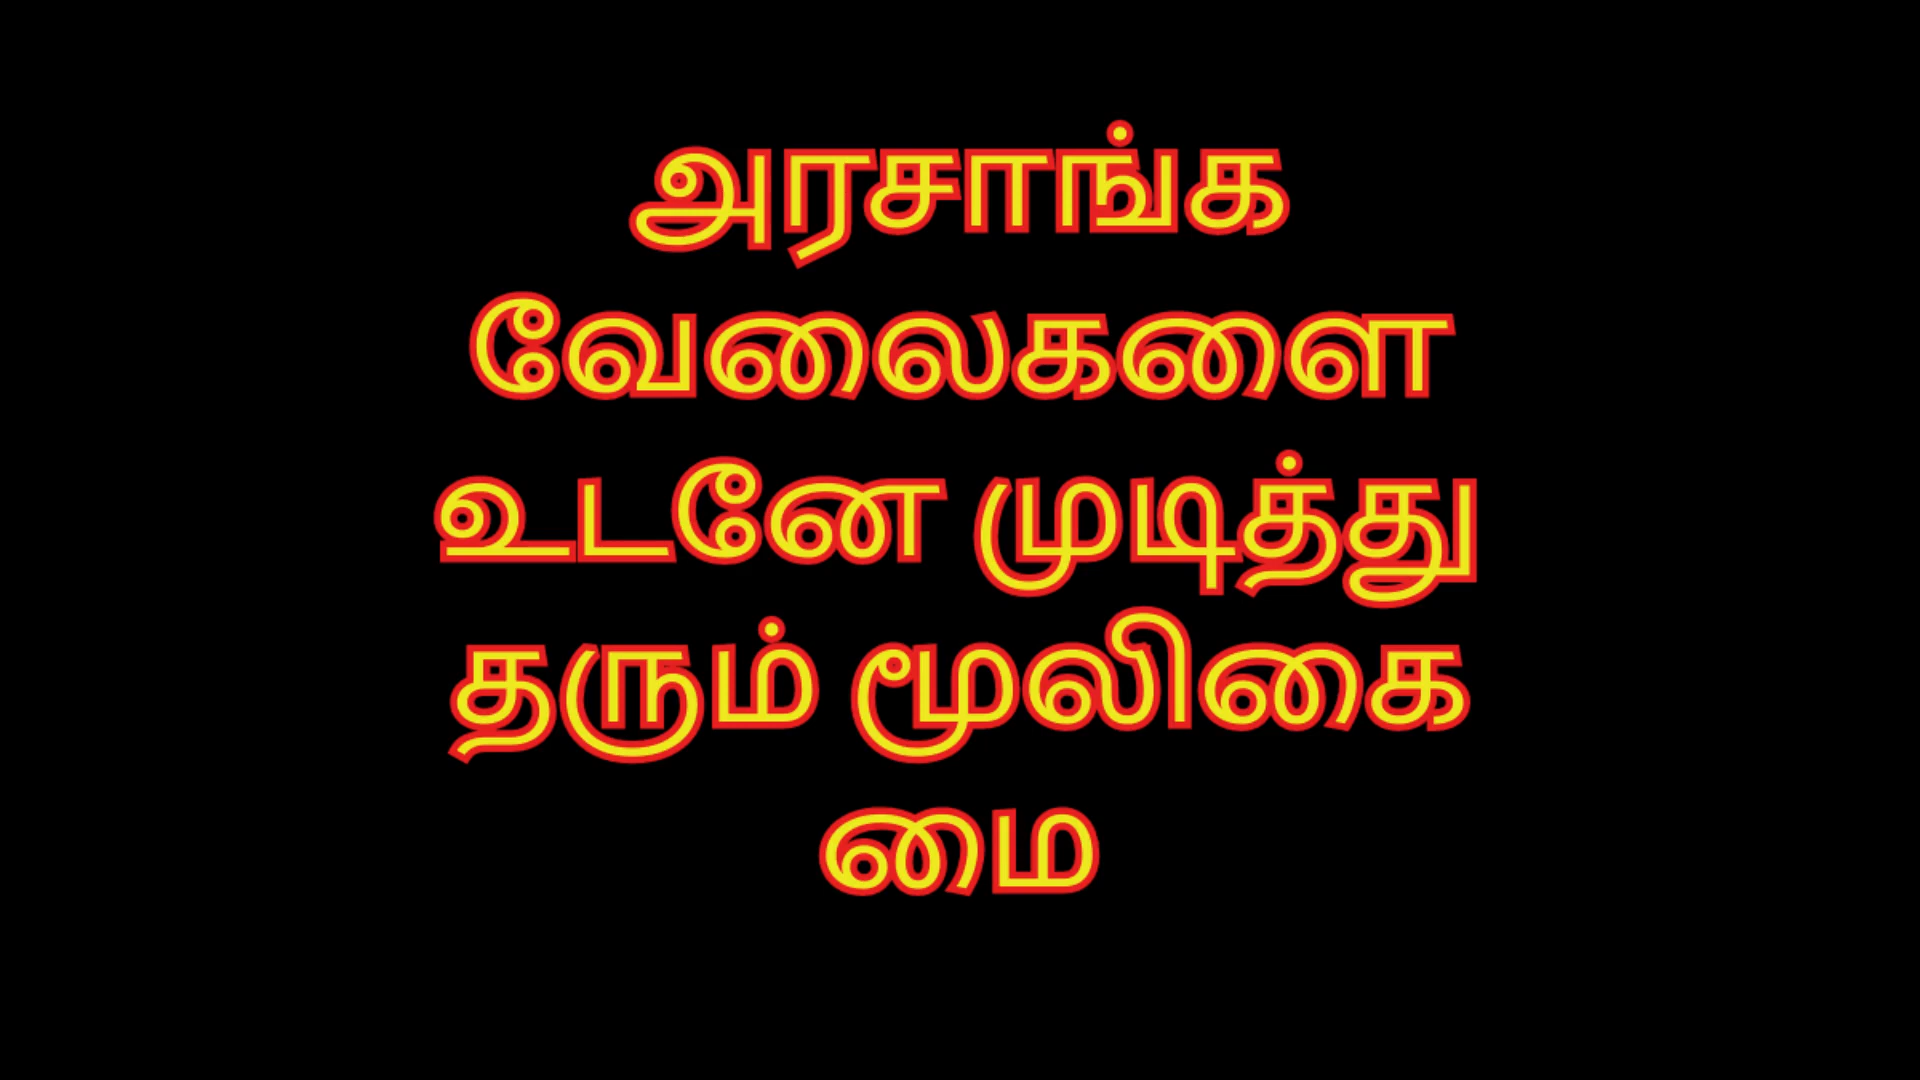 அரசாங்க
வேலைகளை
உடனே முடித்து
தரும் மூலிகை
மை